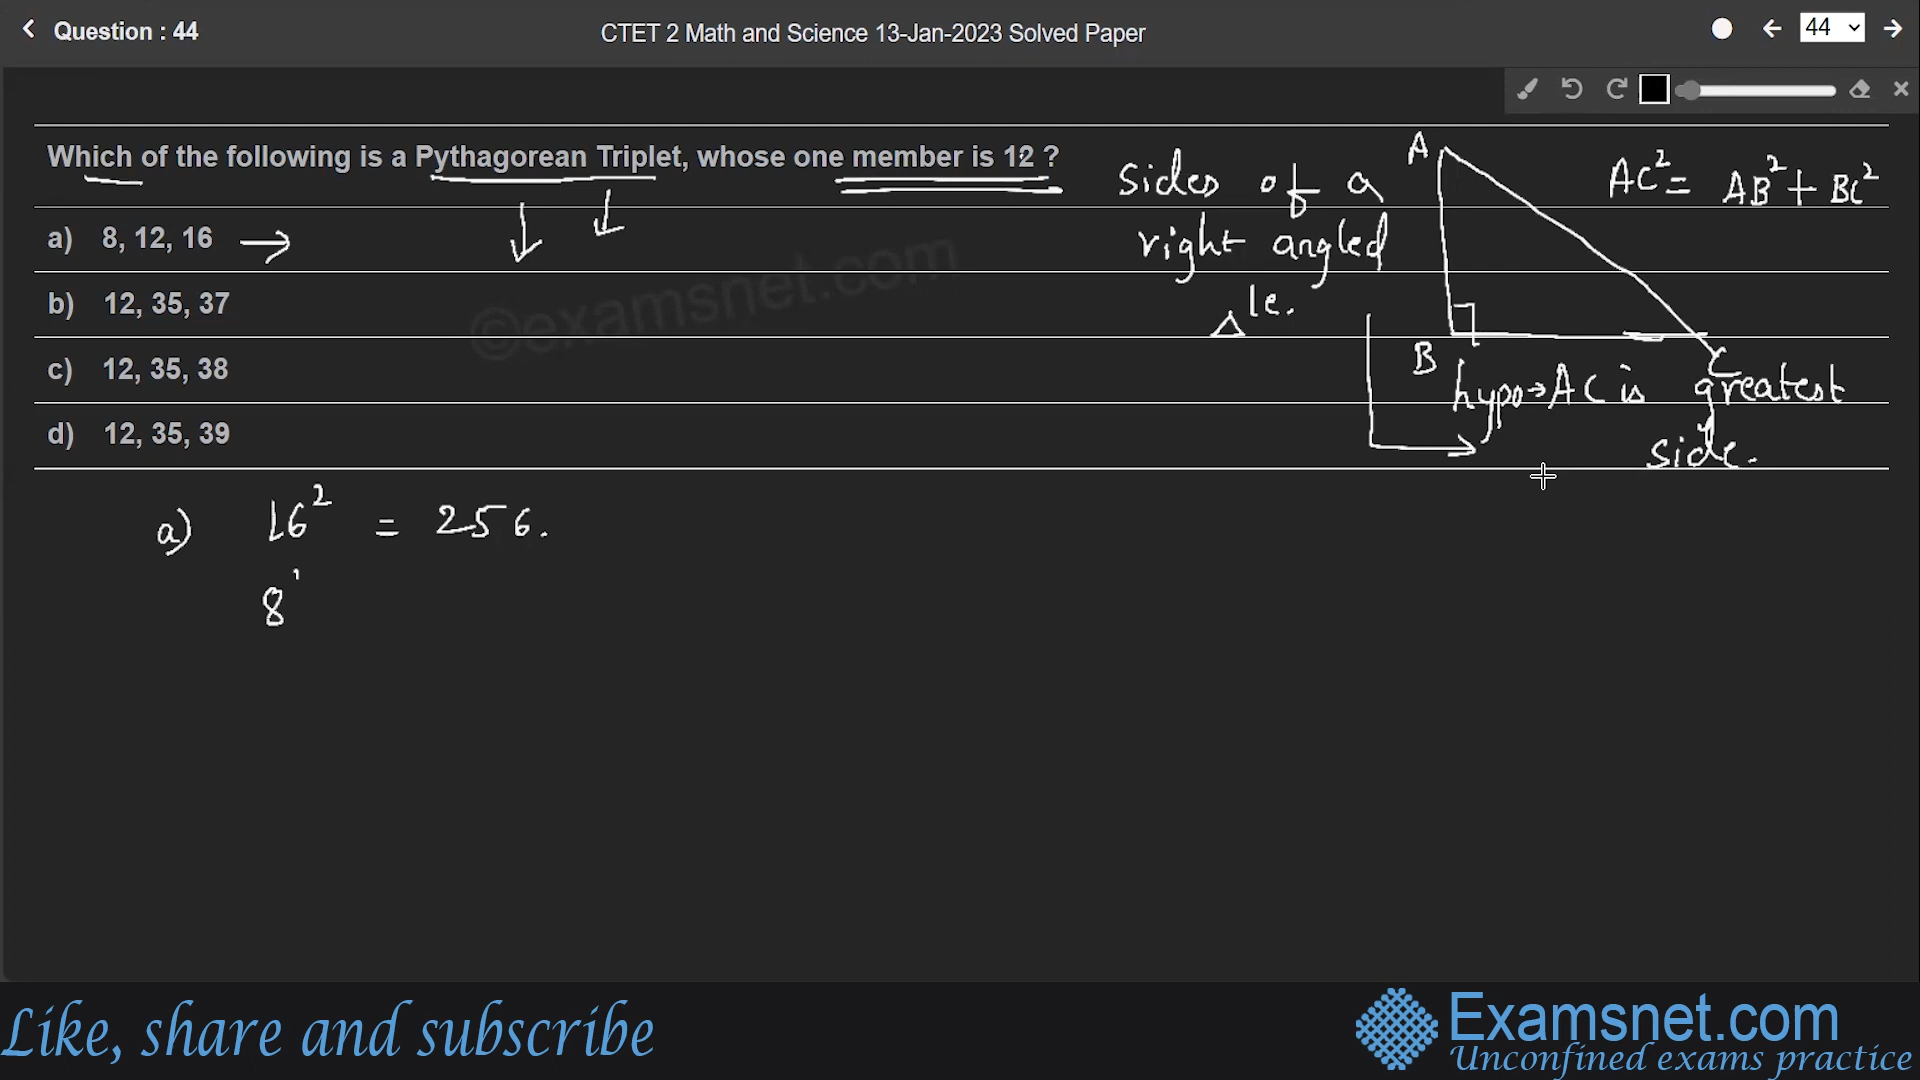 Question : 44
CTET 2 Math and Science 13-Jan-2023 Solved Paper
44
Which of the following is a Pythagorean Triplet, whose one member is 12 ?
a) 8, 12, 16
b) 12, 35, 37
c) 12, 35, 38
d) 12, 35, 39
©examsnet.com
sides of a
right angled
Δle.
A
B
C
AC² = AB² + BC²
hypo → AC is greatest
side.
a) 16² = 256.
8
Like, share and subscribe
Examsnet.com
Unconfined exams practice